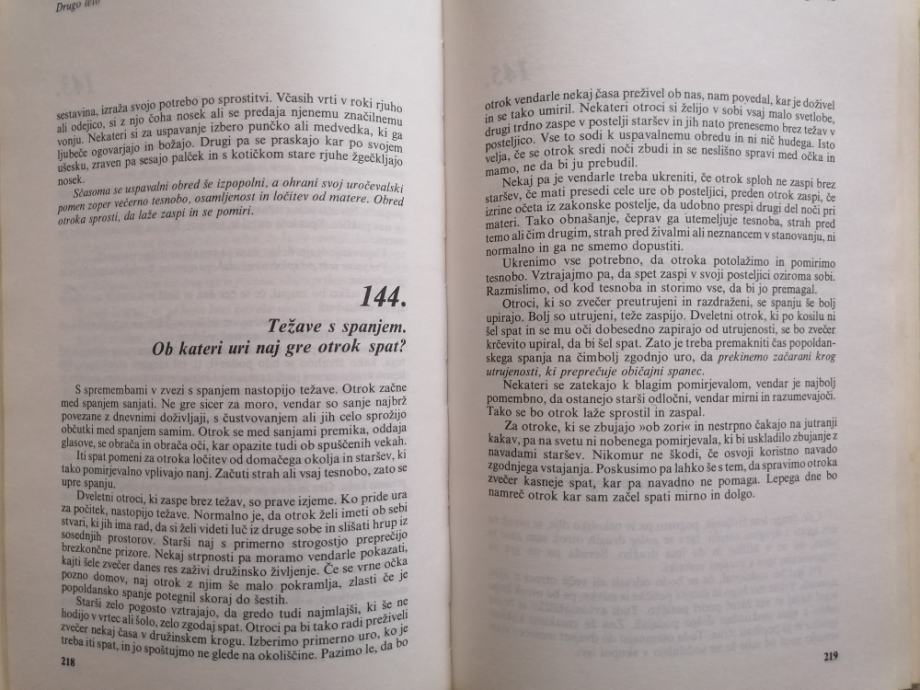 Drugo leto
sestavina, izraža svojo potrebo po sprostitvi. Včasih vrti v roki rjuho
ali odejico, si z njo čoha nosek ali se predaja njenemu značilnemu
vonju. Nekateri si za uspavanje izbero punčko ali medvedka, ki ga
ljubeče ogovarjajo in božajo. Drugi pa se praskajo kar po svojem
ušesku, zraven pa sesajo palček in s kotičkom stare rjuhe žgečkljajo
nosek.
Sčasoma se uspavalni obred še izpopolni, a ohrani svoj uročevalski
pomen zoper večerno tesnobo, osamljenost in ločitev od matere. Obred
otroka sprosti, da laže zaspi in se pomiri.
144.
Težave s spanjem.
Ob kateri uri naj gre otrok spat?
S spremembami v zvezi s spanjem nastopijo težave. Otrok začne
med spanjem sanjati. Ne gre sicer za moro, vendar so sanje najbrž
povezane z dnevnimi doživljaji, s čustvovanjem ali jih celo sprožijo
občutki med spanjem samim. Otrok se med sanjami premika, oddaja
glasove, se obrača in obrača oči, kar opazite tudi ob spuščenih vekah.
Iti spat pomeni za otroka ločitev od domačega okolja in staršev, ki
tako pomirjevalno vplivajo nanj. Začuti strah ali vsaj tesnobo, zato se
upre spanju.
Dveletni otroci, ki zaspe brez težav, so prave izjeme. Ko pride ura
za počitek, nastopijo težave. Normalno je, da otrok želi imeti ob sebi
stvari, ki jih ima rad, da si želi videti luč iz druge sobe in slišati hrup iz
sosednjih prostorov. Starši naj s primerno strogostjo preprečijo
brezkončne prizore. Nekaj strpnosti pa moramo vendarle pokazati,
kajti šele zvečer danes res zaživi družinsko življenje. Če se vrne očka
pozno domov, naj otrok z njim še malo pokramlja, zlasti če je
popoldansko spanje potegnil skoraj do šestih.
Starši zelo pogosto vztrajajo, da gredo tudi najmlajši, ki še ne
hodijo v vrtec ali šolo, zelo zgodaj spat. Otroci pa bi tako radi preživeli
zvečer nekaj časa v družinskem krogu. Izberimo primerno uro, ko je
treba iti spat, in jo spoštujmo ne glede na okoliščine. Pazimo le, da bo
218
otrok vendarle nekaj časa preživel ob nas, nam povedal, kar je doživel
in se tako umiril. Nekateri otroci si želijo v sobi vsaj malo svetlobe,
drugi trdno zaspe v postelji staršev in jih nato prenesemo brez težav v
posteljico. Vse to sodi k uspavalnemu obredu in ni nič hudega. Isto
velja, če se otrok sredi noči zbudi in se neslišno spravi med očka in
mamo, ne da bi ju prebudil.
Nekaj pa je vendarle treba ukreniti, če otrok sploh ne zaspi brez
staršev, če mati presedi cele ure ob posteljici, preden otrok zaspi, če
izrine očeta iz zakonske postelje, da udobno prespi drugi del noči pri
materi. Tako obnašanje, čeprav ga utemeljuje tesnoba, strah pred
temo ali čim drugim, strah pred živalmi ali neznancem v stanovanju, ni
normalno in ga ne smemo dopustiti.
Ukrenimo vse potrebno, da otroka potolažimo in pomirimo
tesnobo. Vztrajajmo pa, da spet zaspi v svoji posteljici oziroma sobi.
Razmislimo, od kod tesnoba in storimo vse, da bi jo premagal.
Otroci, ki so zvečer preutrujeni in razdraženi, se spanju še bolj
upirajo. Bolj so utrujeni, teže zaspijo. Dveletni otrok, ki po kosilu ni
šel spat in se mu oči dobesedno zapirajo od utrujenosti, se bo zvečer
krčevito upiral, da bi šel spat. Zato je treba premakniti čas popoldan-
skega spanja na čimbolj zgodnjo uro, da prekinemo začarani krog
utrujenosti, ki preprečuje običajni spanec.
Nekateri se zatekajo k blagim pomirjevalom, vendar je najbolj
pomembno, da ostanejo starši odločni, vendar mirni in razumevajoči.
Tako se bo otrok laže sprostil in zaspal.
Za otroke, ki se zbujajo »ob zori« in nestrpno čakajo na jutranji
kakav, pa na svetu ni nobenega pomirjevala, ki bi uskladilo zbujanje z
navadami staršev. Nikomur ne škodi, če osvoji koristno navado
zgodnjega vstajanja. Poskusimo pa lahko še s tem, da spravimo otroka
zvečer kasneje spat, kar pa navadno ne pomaga. Lepega dne bo
namreč otrok kar sam začel spati mirno in dolgo.
219